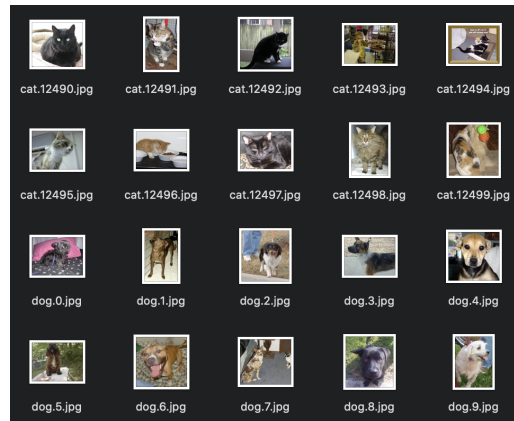 cat.12490.jpg cat.12491.jpg cat.12492.jpg cat.12493.jpg cat.12494.jpg
cat.12495.jpg cat.12496.jpg cat.12497.jpg cat.12498.jpg cat.12499.jpg
dog.0.jpg dog.1.jpg dog.2.jpg dog.3.jpg dog.4.jpg
dog.5.jpg dog.6.jpg dog.7.jpg dog.8.jpg dog.9.jpg